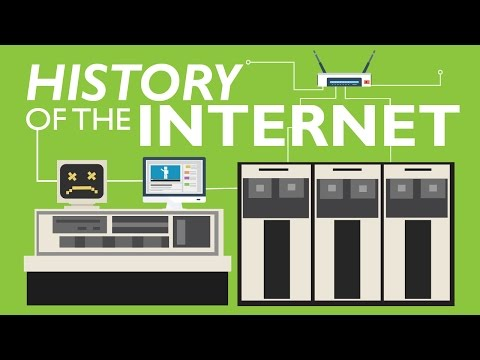 HISTORY
OF THE INTERNET